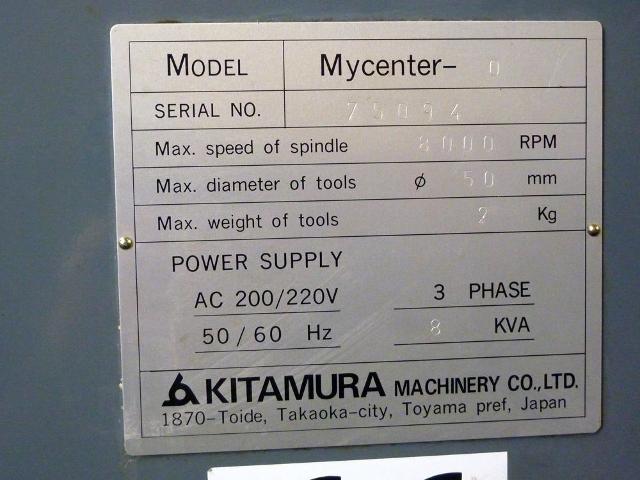 MODEL Mycenter- 0
SERIAL NO. 75094
Max. speed of spindle 8000 RPM
Max. diameter of tools ø 50 mm
Max. weight of tools 2 Kg
POWER SUPPLY
AC 200/220V 3 PHASE
50/60 Hz 8 KVA
KITAMURA MACHINERY CO.,LTD.
1870-Toide, Takaoka-city, Toyama pref, Japan